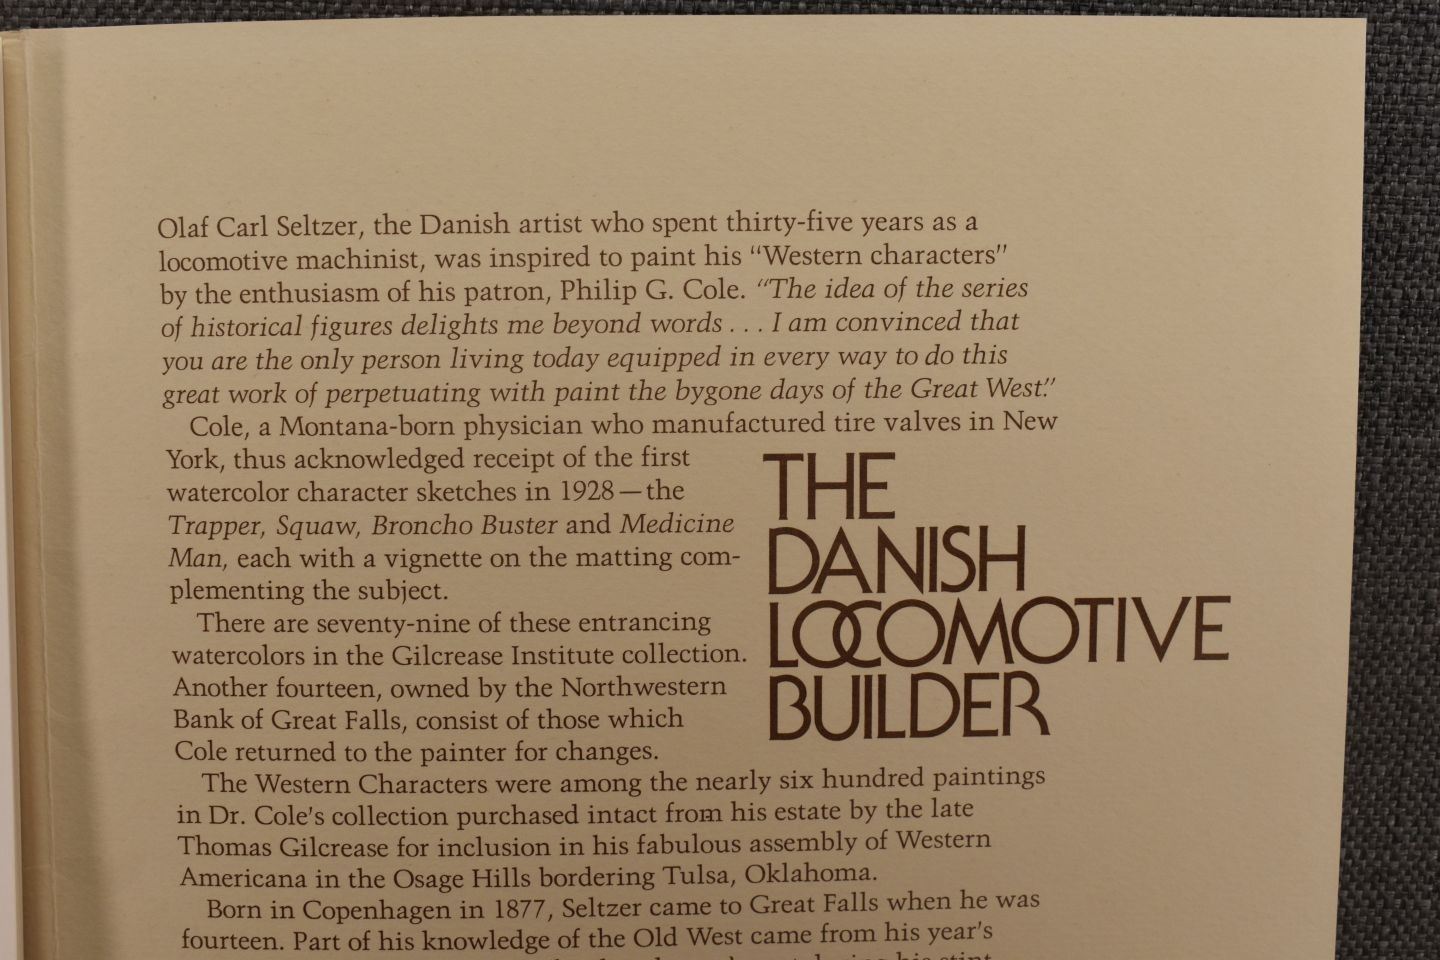 Olaf Carl Seltzer, the Danish artist who spent thirty-five years as a
locomotive machinist, was inspired to paint his “Western characters”
by the enthusiasm of his patron, Philip G. Cole. “The idea of the series
of historical figures delights me beyond words . . . I am convinced that
you are the only person living today equipped in every way to do this
great work of perpetuating with paint the bygone days of the Great West.”
Cole, a Montana-born physician who manufactured tire valves in New
York, thus acknowledged receipt of the first
watercolor character sketches in 1928—the
Trapper, Squaw, Broncho Buster and Medicine
Man, each with a vignette on the matting com-
plementing the subject.
There are seventy-nine of these entrancing
watercolors in the Gilcrease Institute collection.
Another fourteen, owned by the Northwestern
Bank of Great Falls, consist of those which
Cole returned to the painter for changes.
THE
DANISH
LOCOMOTIVE
BUILDER
The Western Characters were among the nearly six hundred paintings
in Dr. Cole's collection purchased intact from his estate by the late
Thomas Gilcrease for inclusion in his fabulous assembly of Western
Americana in the Osage Hills bordering Tulsa, Oklahoma.
Born in Copenhagen in 1877, Seltzer came to Great Falls when he was
fourteen. Part of his knowledge of the Old West came from his year's
during his stint